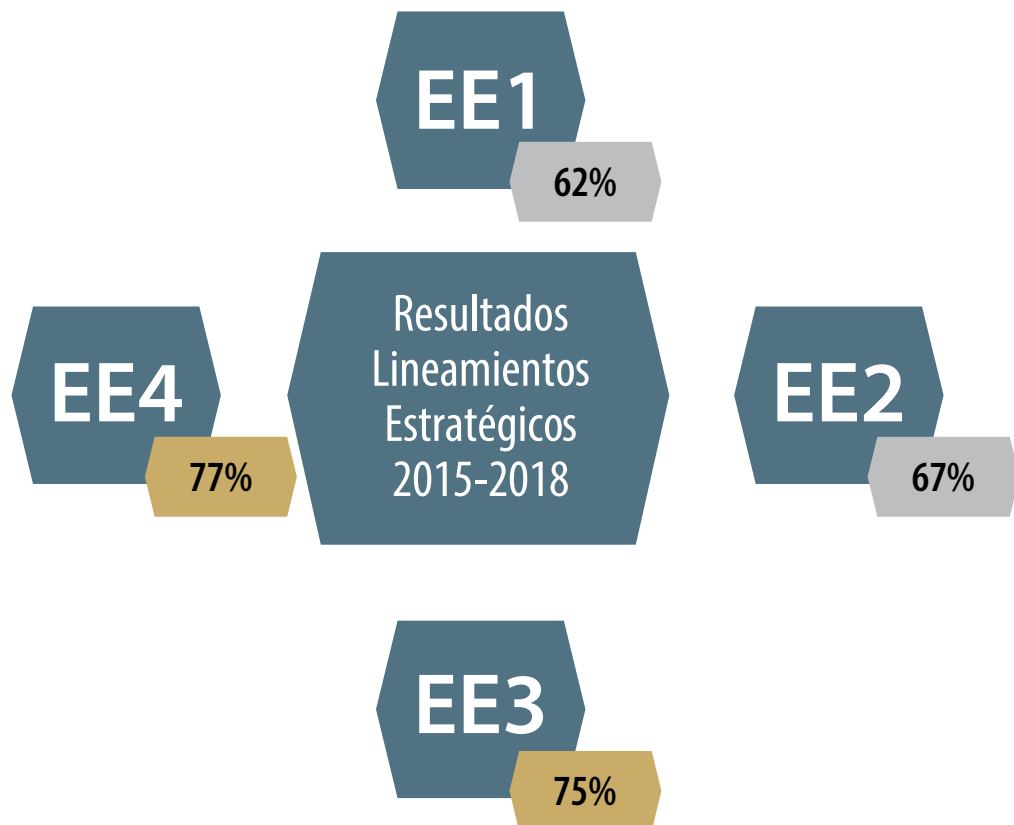 EE1
62%
Resultados
Lineamientos
Estratégicos
2015-2018
EE4
77%
EE2
67%
EE3
75%